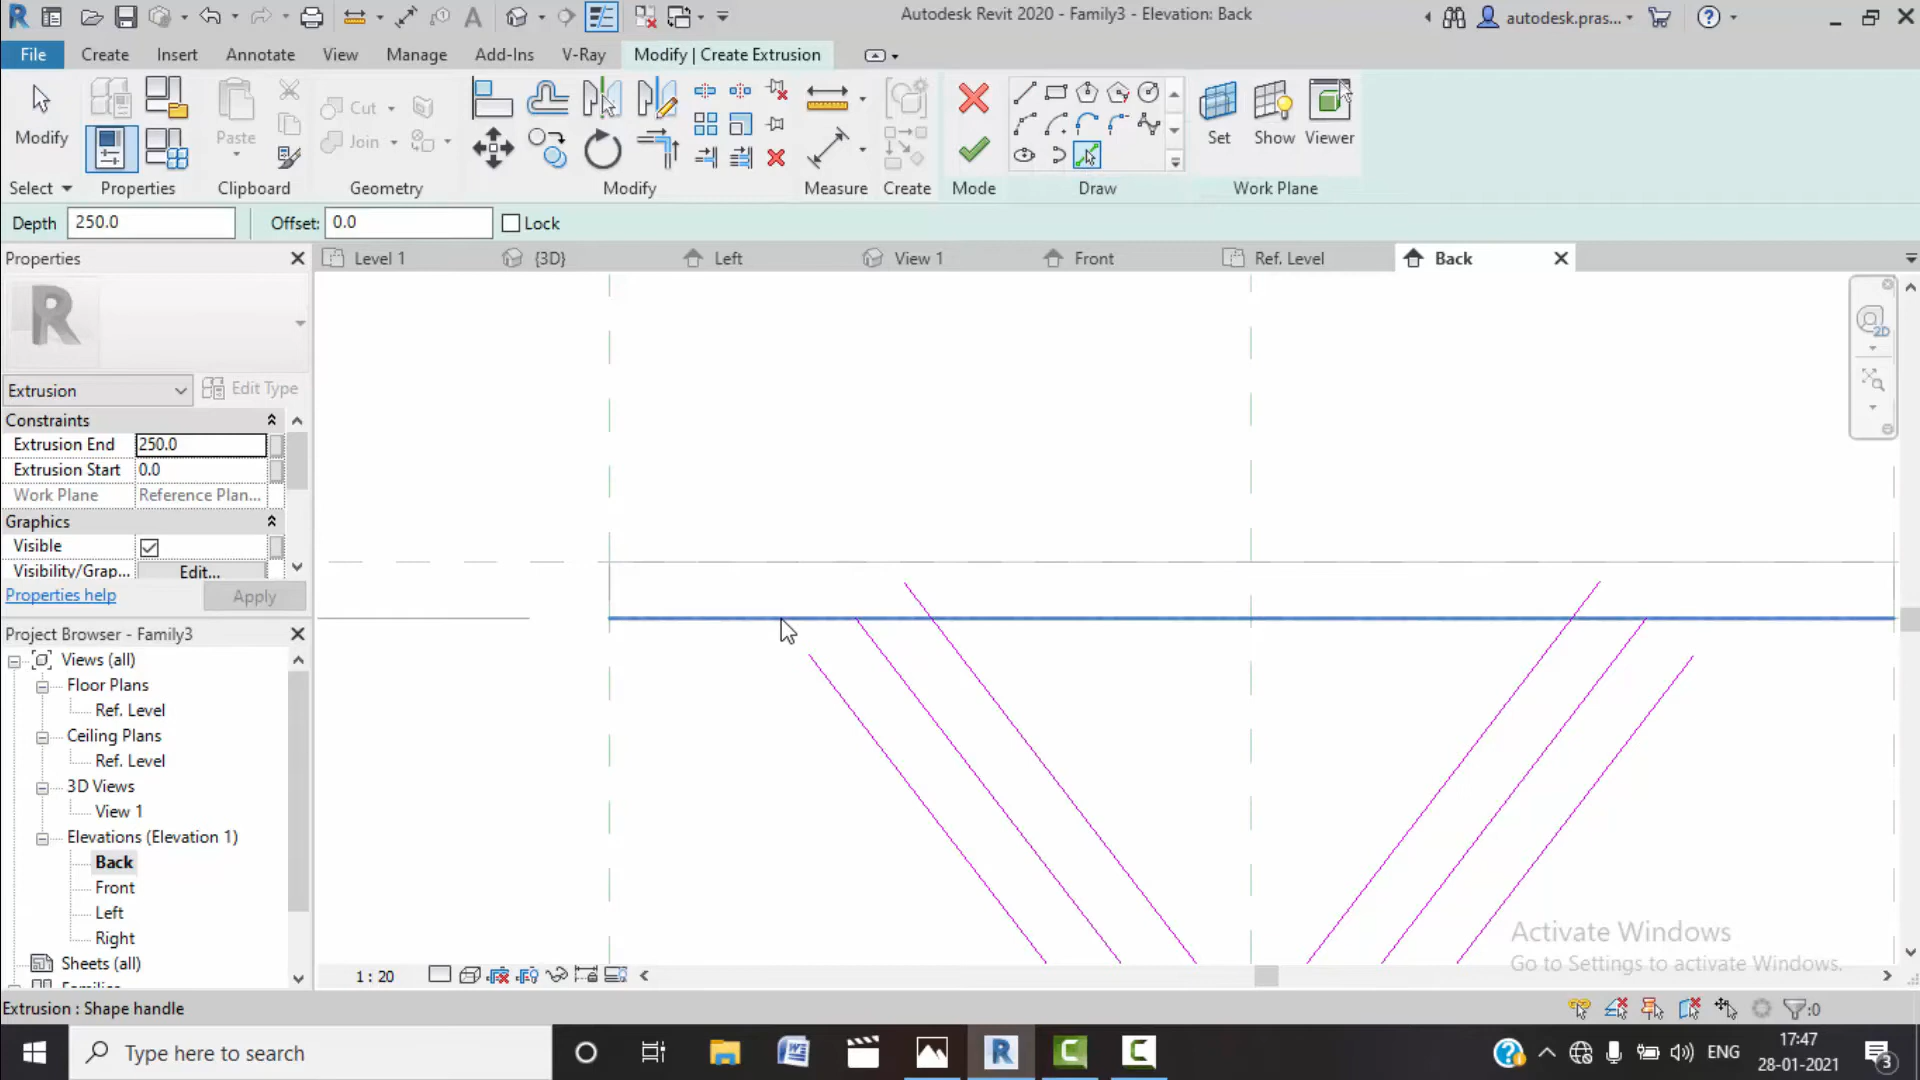 Autodesk Revit 2020 - Family3 - Elevation: Back
autodesk.pras...
File Create Insert Annotate View Manage Add-Ins V-Ray Modify | Create Extrusion
Modify
Paste
Cut
Join
Set Show Viewer
Select Properties Clipboard Geometry Modify Measure Create Mode Draw Work Plane
Depth 250.0 Offset: 0.0 Lock
Properties
Level 1 {3D} Left View 1 Front Ref. Level Back
Extrusion Edit Type
Constraints
Extrusion End 250.0
Extrusion Start 0.0
Work Plane Reference Plan...
Graphics
Visible
Visibility/Grap... Edit...
Properties help Apply
Project Browser - Family3
Views (all)
Floor Plans
Ref. Level
Ceiling Plans
Ref. Level
3D Views
View 1
Elevations (Elevation 1)
Back
Front
Left
Right
Sheets (all)
Activate Windows
Go to Settings to activate Windows.
1 : 20
Extrusion : Shape handle
:0
Type here to search
ENG
17:47
28-01-2021
3